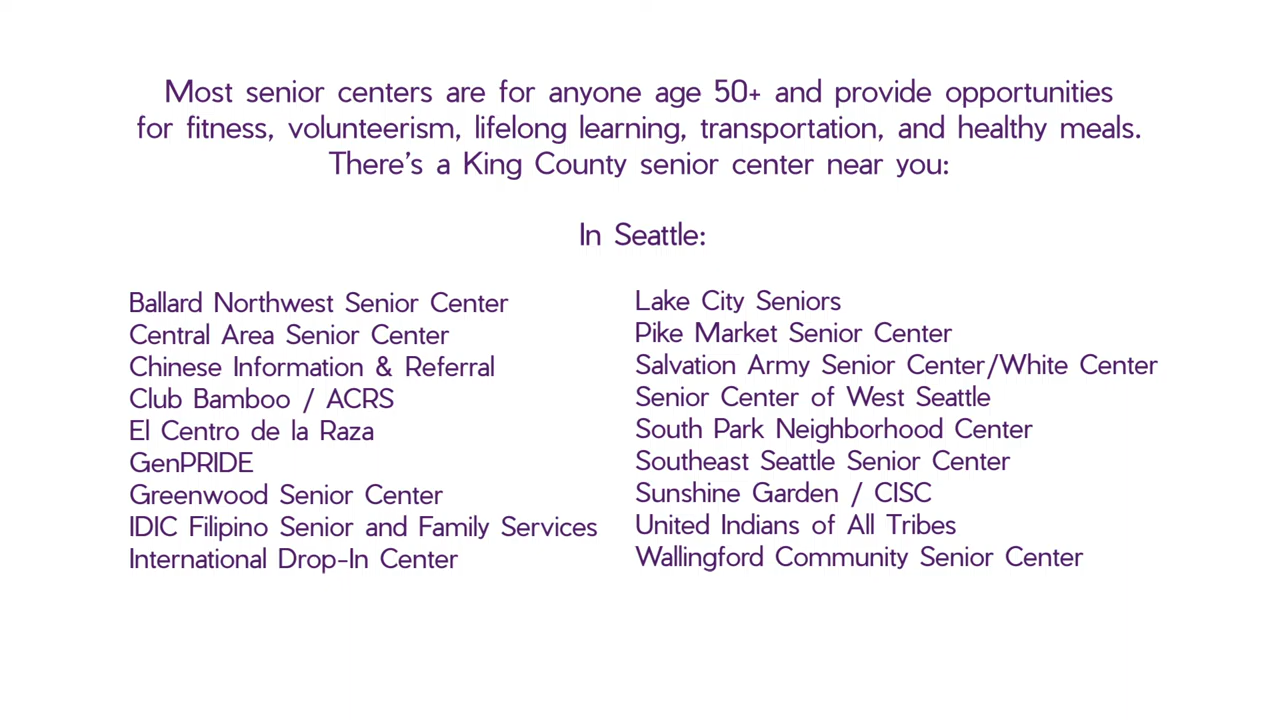 Most senior centers are for anyone age 50+ and provide opportunities
for fitness, volunteerism, lifelong learning, transportation, and healthy meals.
There's a King County senior center near you:
In Seattle:
Ballard Northwest Senior Center
Central Area Senior Center
Chinese Information & Referral
Club Bamboo / ACRS
El Centro de la Raza
GenPRIDE
Greenwood Senior Center
IDIC Filipino Senior and Family Services
International Drop-In Center
Lake City Seniors
Pike Market Senior Center
Salvation Army Senior Center/White Center
Senior Center of West Seattle
South Park Neighborhood Center
Southeast Seattle Senior Center
Sunshine Garden / CISC
United Indians of All Tribes
Wallingford Community Senior Center